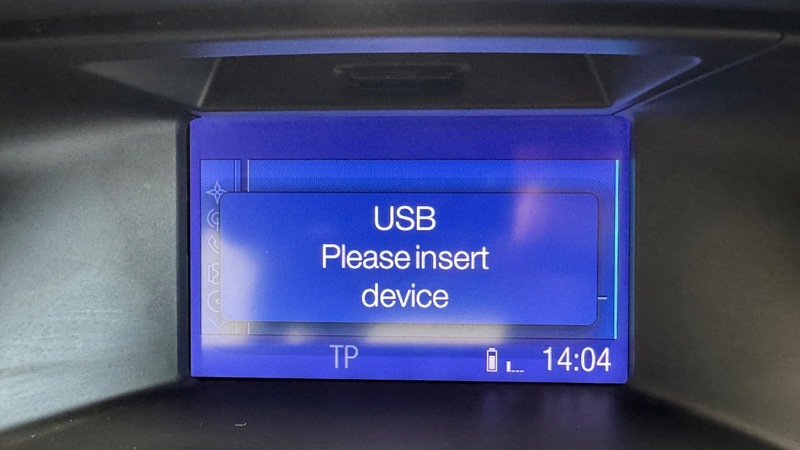 USB
Please insert
device
TP 14:04